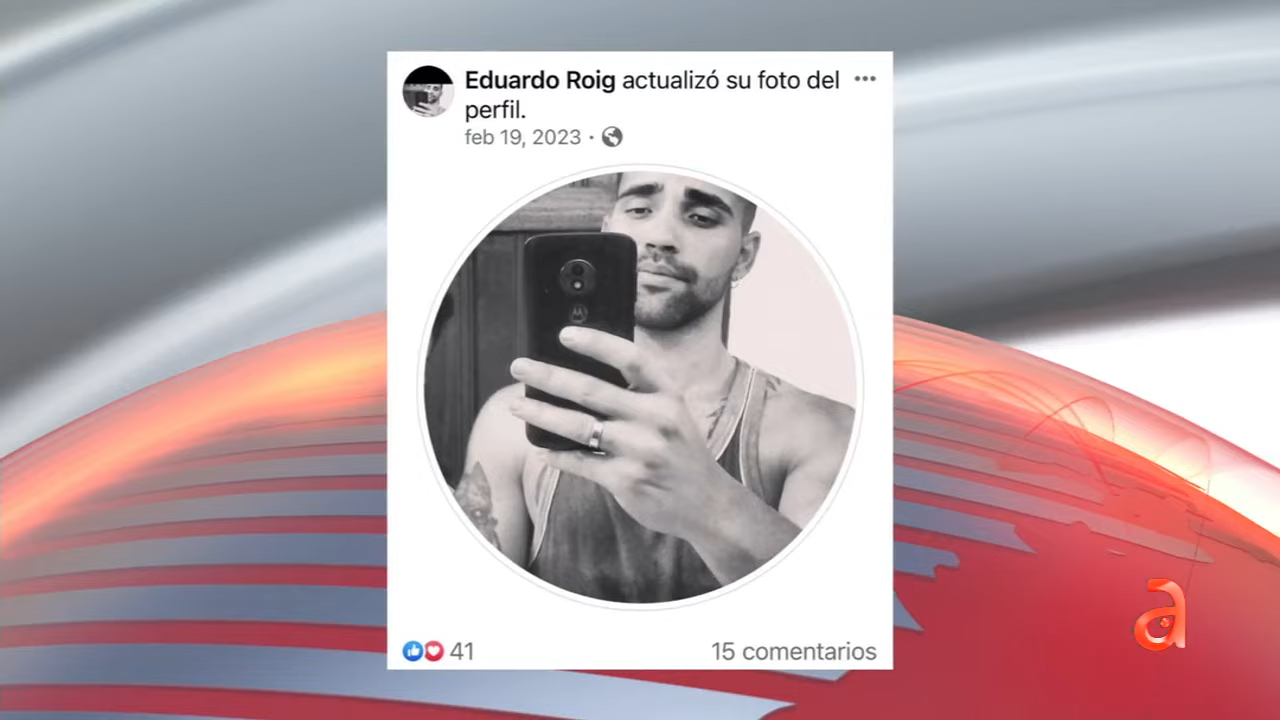 Eduardo Roig actualizó su foto del
perfil.
feb 19, 2023 ·
41
15 comentarios
a